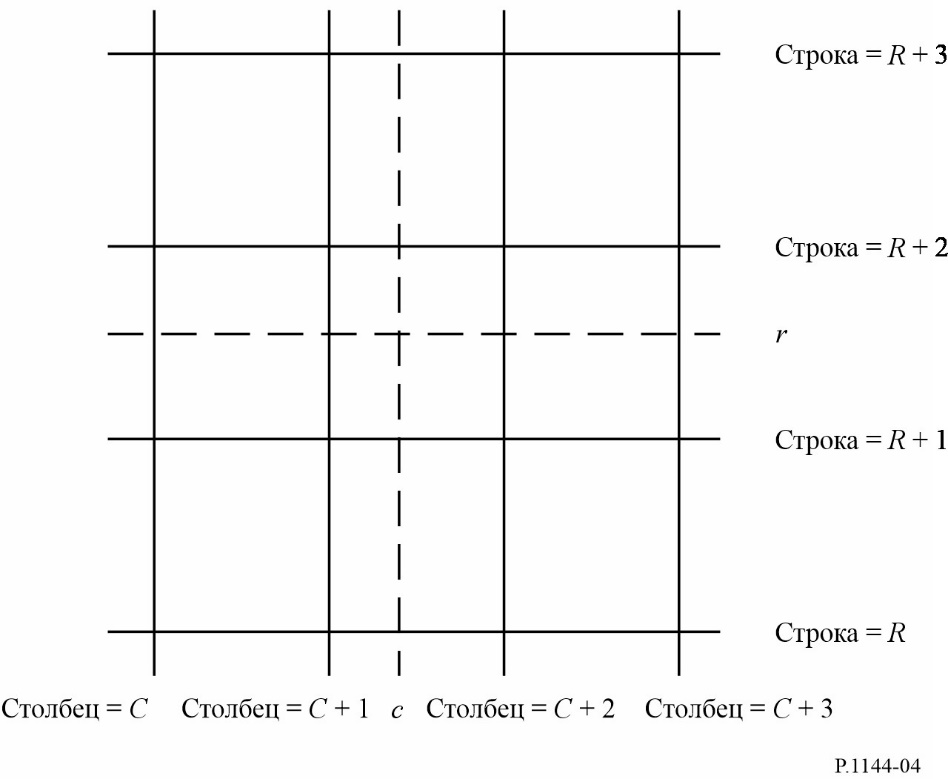 Строка = R + 3
Строка = R + 2
r
Строка = R + 1
Строка = R
Столбец = C Столбец = C + 1 c Столбец = C + 2 Столбец = C + 3
P.1144-04